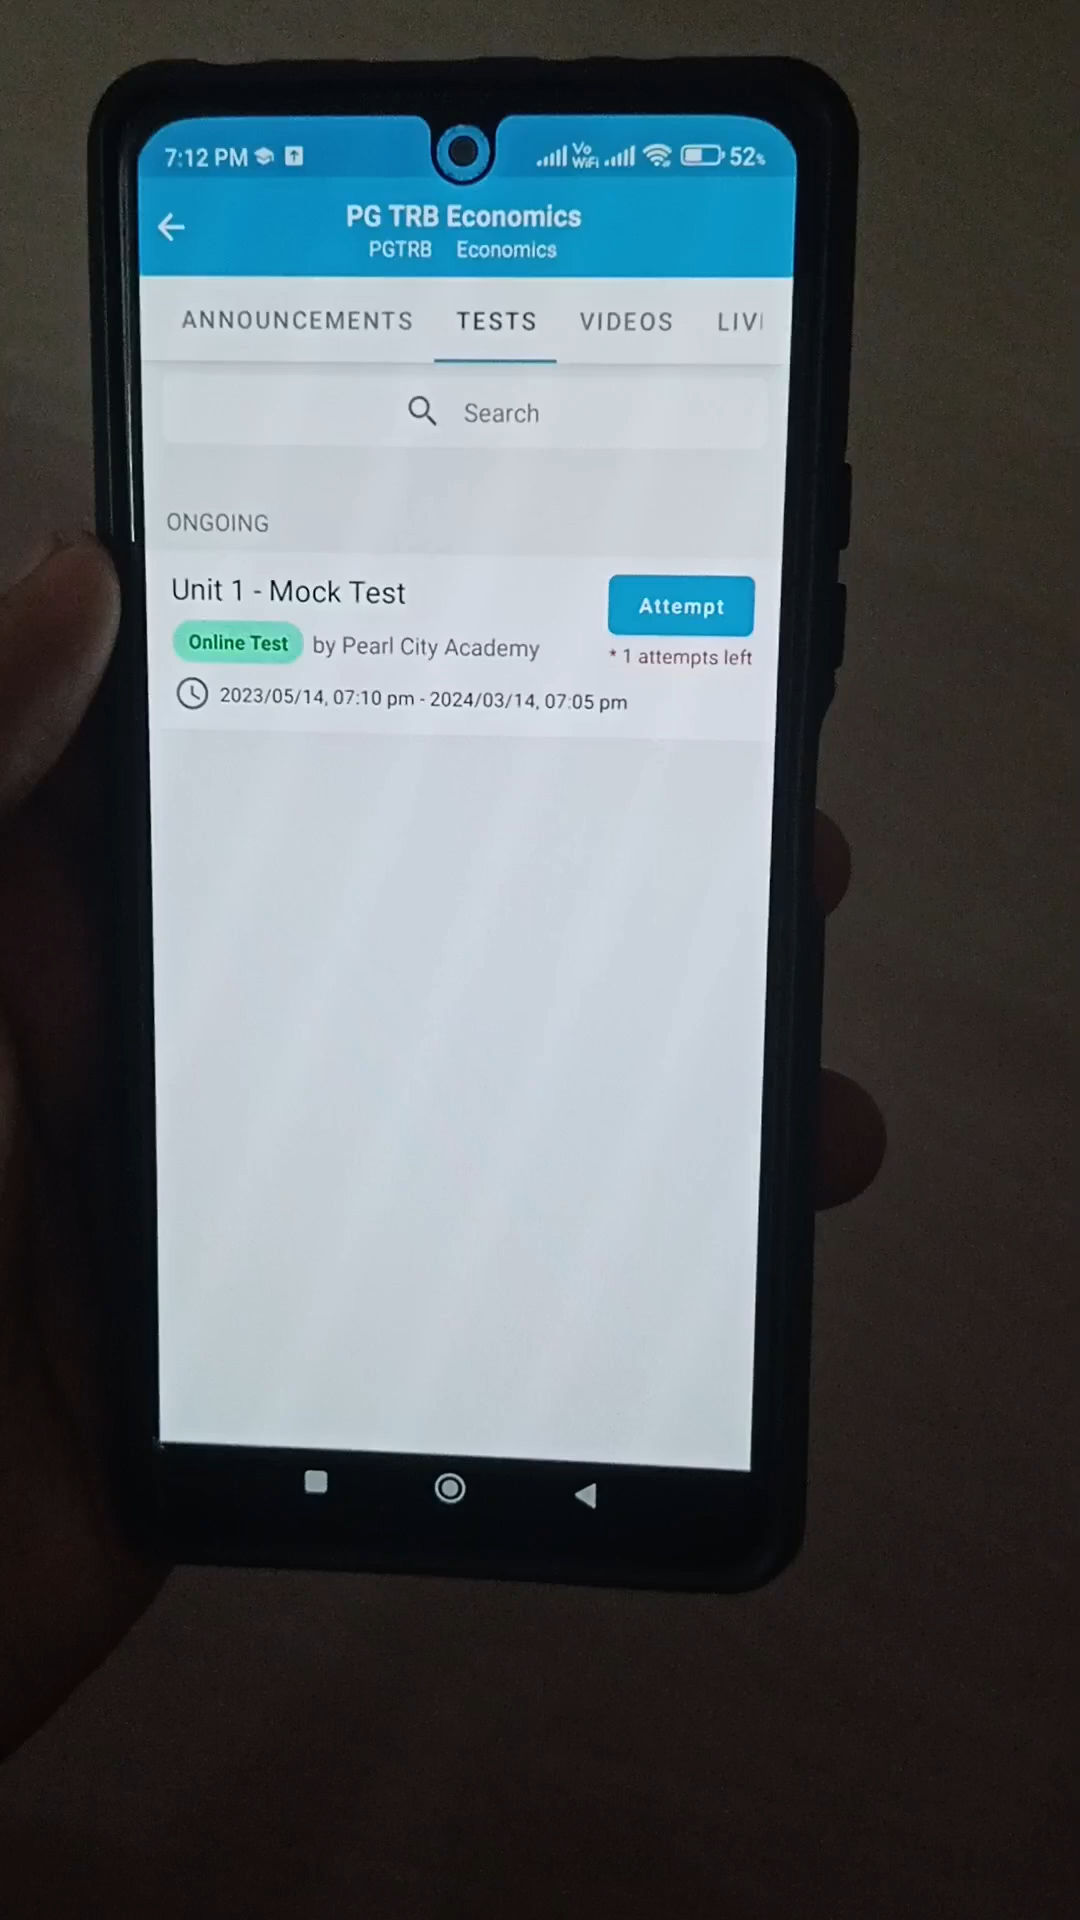 7:12 PM
Vo
WiFi
52%
PG TRB Economics
PGTRB Economics
ANNOUNCEMENTS TESTS VIDEOS LIVE
Search
ONGOING
Unit 1 - Mock Test
Attempt
Online Test by Pearl City Academy
* 1 attempts left
2023/05/14, 07:10 pm - 2024/03/14, 07:05 pm